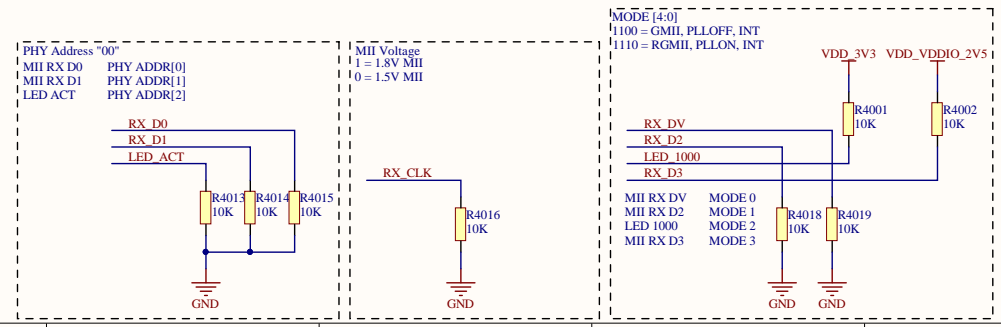 PHY Address "00"
MII RX D0 PHY ADDR[0]
MII RX D1 PHY ADDR[1]
LED ACT PHY ADDR[2]
RX_D0
RX_D1
LED_ACT
R4013
10K
R4014
10K
R4015
10K
GND
MII Voltage
1 = 1.8V MII
0 = 1.5V MII
RX_CLK
R4016
10K
GND
MODE [4:0]
1100 = GMII, PLLOFF, INT
1110 = RGMII, PLLON, INT
VDD_3V3
VDD_VDDIO_2V5
R4001
10K
R4002
10K
RX_DV
RX_D2
LED_1000
RX_D3
MII RX DV MODE 0
MII RX D2 MODE 1
LED 1000 MODE 2
MII RX D3 MODE 3
R4018
10K
R4019
10K
GND
GND